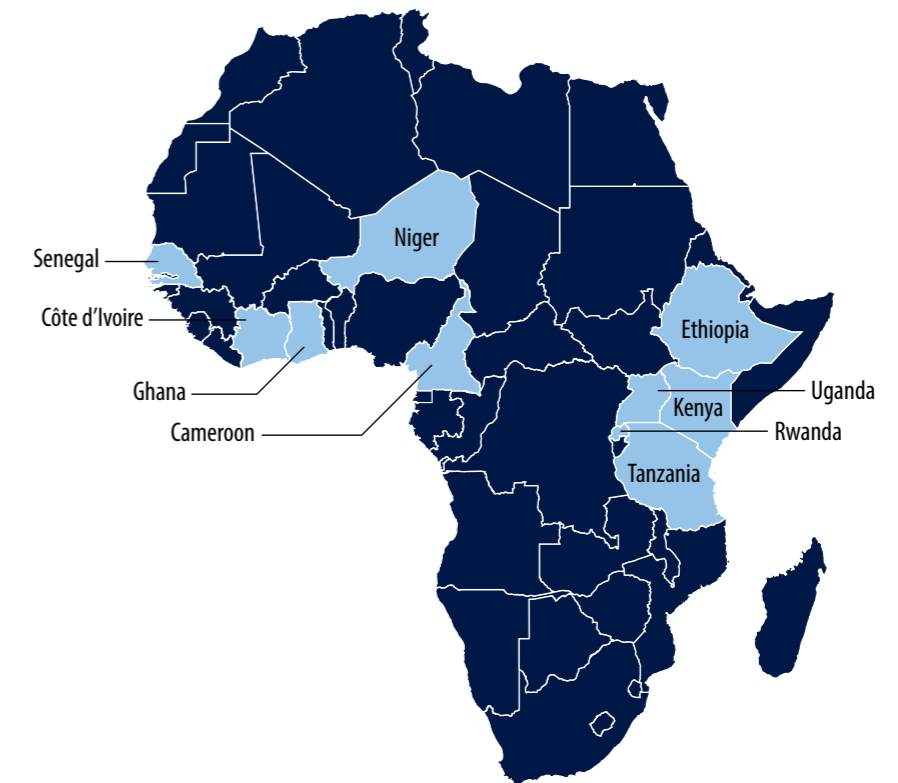 Niger
Senegal
Côte d’Ivoire
Ethiopia
Ghana
Uganda
Kenya
Cameroon
Rwanda
Tanzania